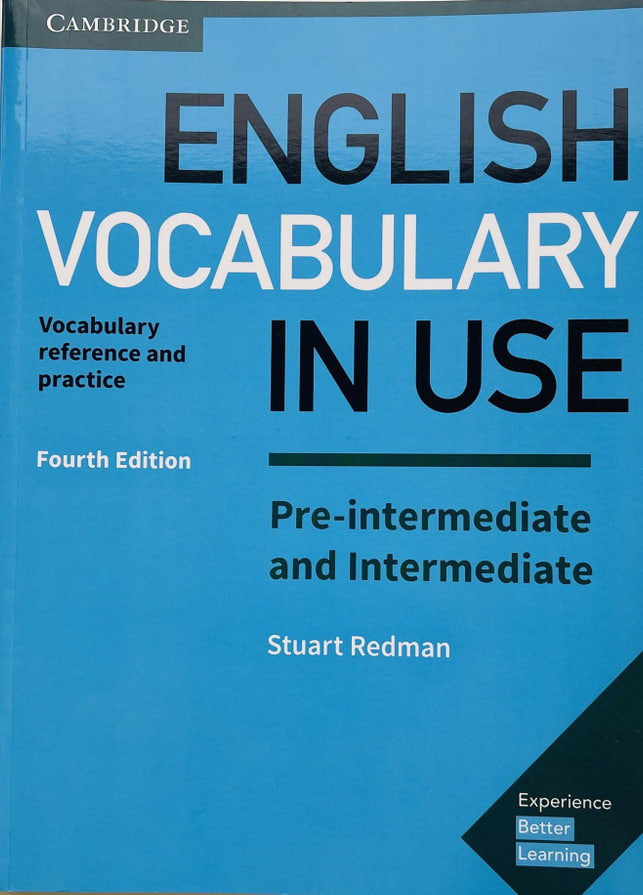 CAMBRIDGE
ENGLISH
VOCABULARY
IN USE
Vocabulary
reference and
practice
Fourth Edition
Pre-intermediate
and Intermediate
Stuart Redman
Experience
Better
Learning